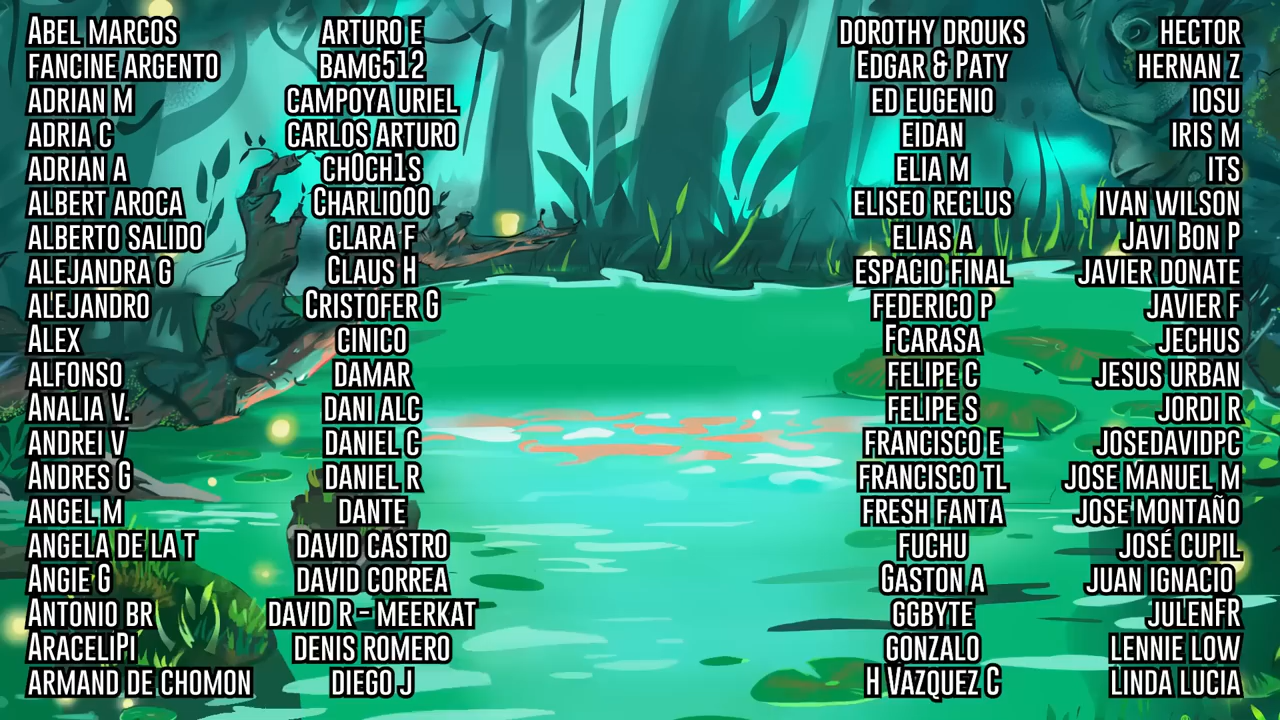 Abel Marcos
FANCINE ARGENTO
ADRIAN M
ADRIA C
ADRIAN A
ALBERT AROCA
ALBERTO SALIDO
ALEJANDRA G
ALEJANDRO
Alex
ALFONSO
Analia V.
ANDREI V
ANDRES G
ANGEL M
ANGELA DE LA T
Angie G
Antonio BR
AraceliPi
ARMAND DE CHOMON
ARTURO E
BAMG512
CAMPOYA URIEL
CARLOS ARTURO
CH0CH1S
Charlio00
CLARA F
Claus H
Cristofer G
CINICO
DAMAR
DANI ALC
DANIEL C
DANIEL R
DANTE
DAVID CASTRO
DAVID CORREA
DAVID R - MEERKAT
DENIS ROMERO
DIEGO J
DOROTHY DROUKS
Edgar & Paty
ED EUGENIO
EIDAN
ELIA M
ELISEO RECLUS
ELIAS A
ESPACIO FINAL
FEDERICO P
Fcarasa
FELIPE C
FELIPE S
FRANCISCO E
FRANCISCO TL
FRESH FANTA
FUCHU
Gaston A
GGBYTE
GONZALO
H Vazquez C
HECTOR
HERNAN Z
IOSU
IRIS M
ITS
IVAN WILSON
Javi Bon P
JAVIER DONATE
JAVIER F
JECHUS
JESUS URBAN
JORDI R
JOSEDAVIDPC
JOSE MANUEL M
JOSE MONTAÑO
JOSÉ CUPIL
JUAN IGNACIO
JULENFR
LENNIE LOW
LINDA LUCIA